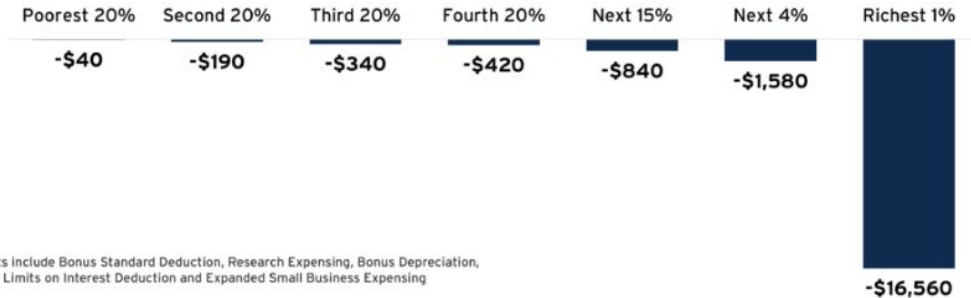 Poorest 20% Second 20% Third 20% Fourth 20% Next 15% Next 4% Richest 1%
-$40 -$190 -$340 -$420 -$840 -$1,580
include Bonus Standard Deduction, Research Expensing, Bonus Depreciation,
Limits on Interest Deduction and Expanded Small Business Expensing
-$16,560